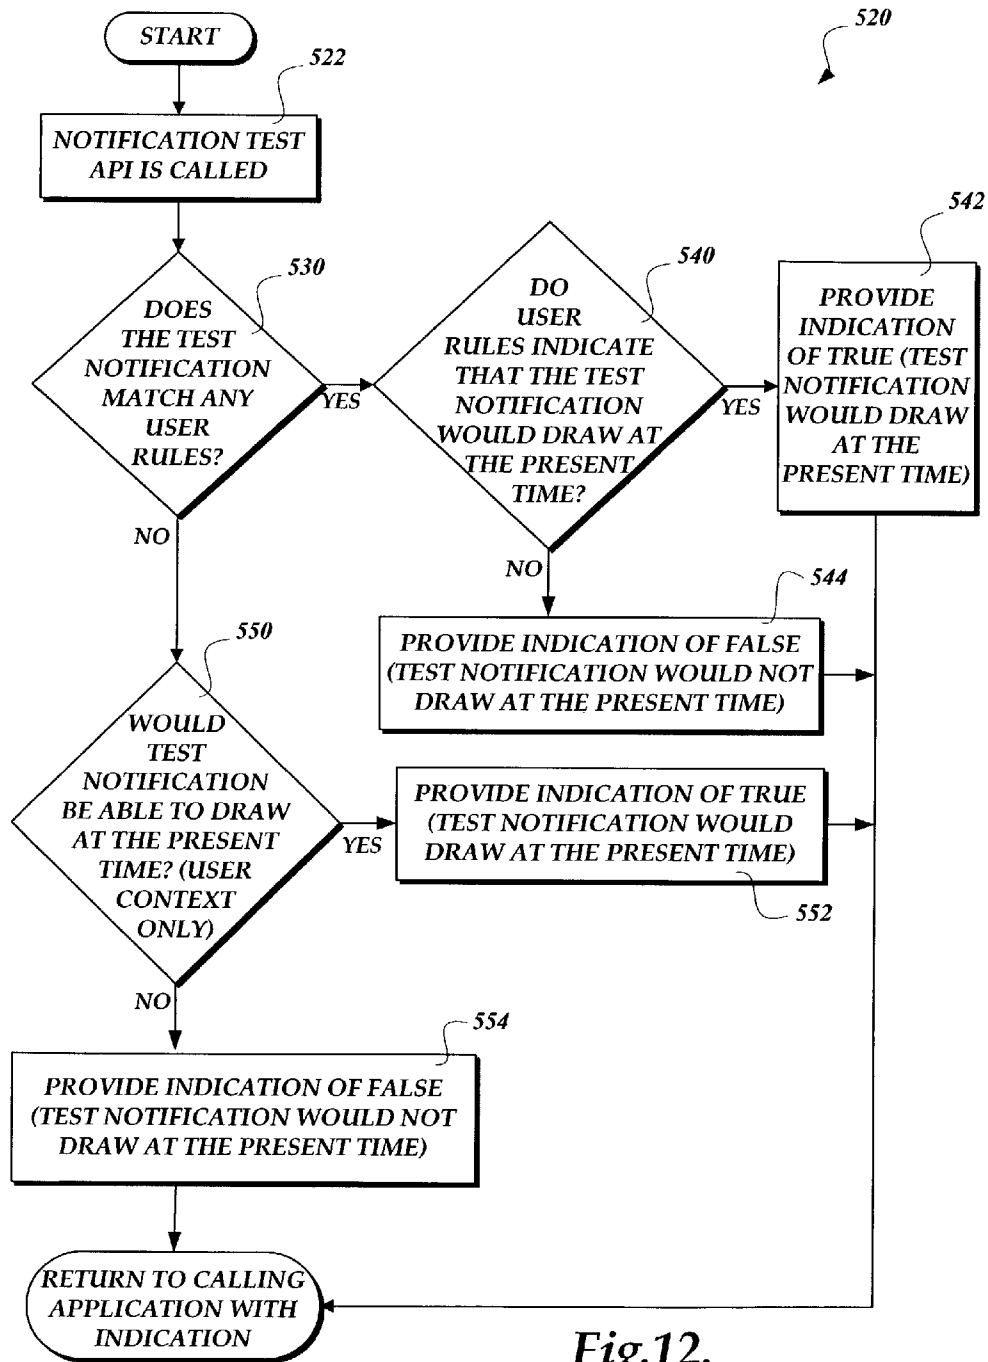 520
START
522
NOTIFICATION TEST
API IS CALLED
530
DOES
THE TEST
NOTIFICATION
MATCH ANY
USER
RULES?
YES
NO
540
DO
USER
RULES INDICATE
THAT THE TEST
NOTIFICATION
WOULD DRAW AT
THE PRESENT
TIME?
YES
NO
542
PROVIDE
INDICATION
OF TRUE (TEST
NOTIFICATION
WOULD DRAW
AT THE
PRESENT TIME)
544
PROVIDE INDICATION OF FALSE
(TEST NOTIFICATION WOULD NOT
DRAW AT THE PRESENT TIME)
550
WOULD
TEST
NOTIFICATION
BE ABLE TO DRAW
AT THE PRESENT
TIME? (USER
CONTEXT
ONLY)
YES
NO
PROVIDE INDICATION OF TRUE
(TEST NOTIFICATION WOULD
DRAW AT THE PRESENT TIME)
552
554
PROVIDE INDICATION OF FALSE
(TEST NOTIFICATION WOULD NOT
DRAW AT THE PRESENT TIME)
RETURN TO CALLING
APPLICATION WITH
INDICATION
Fig.12.